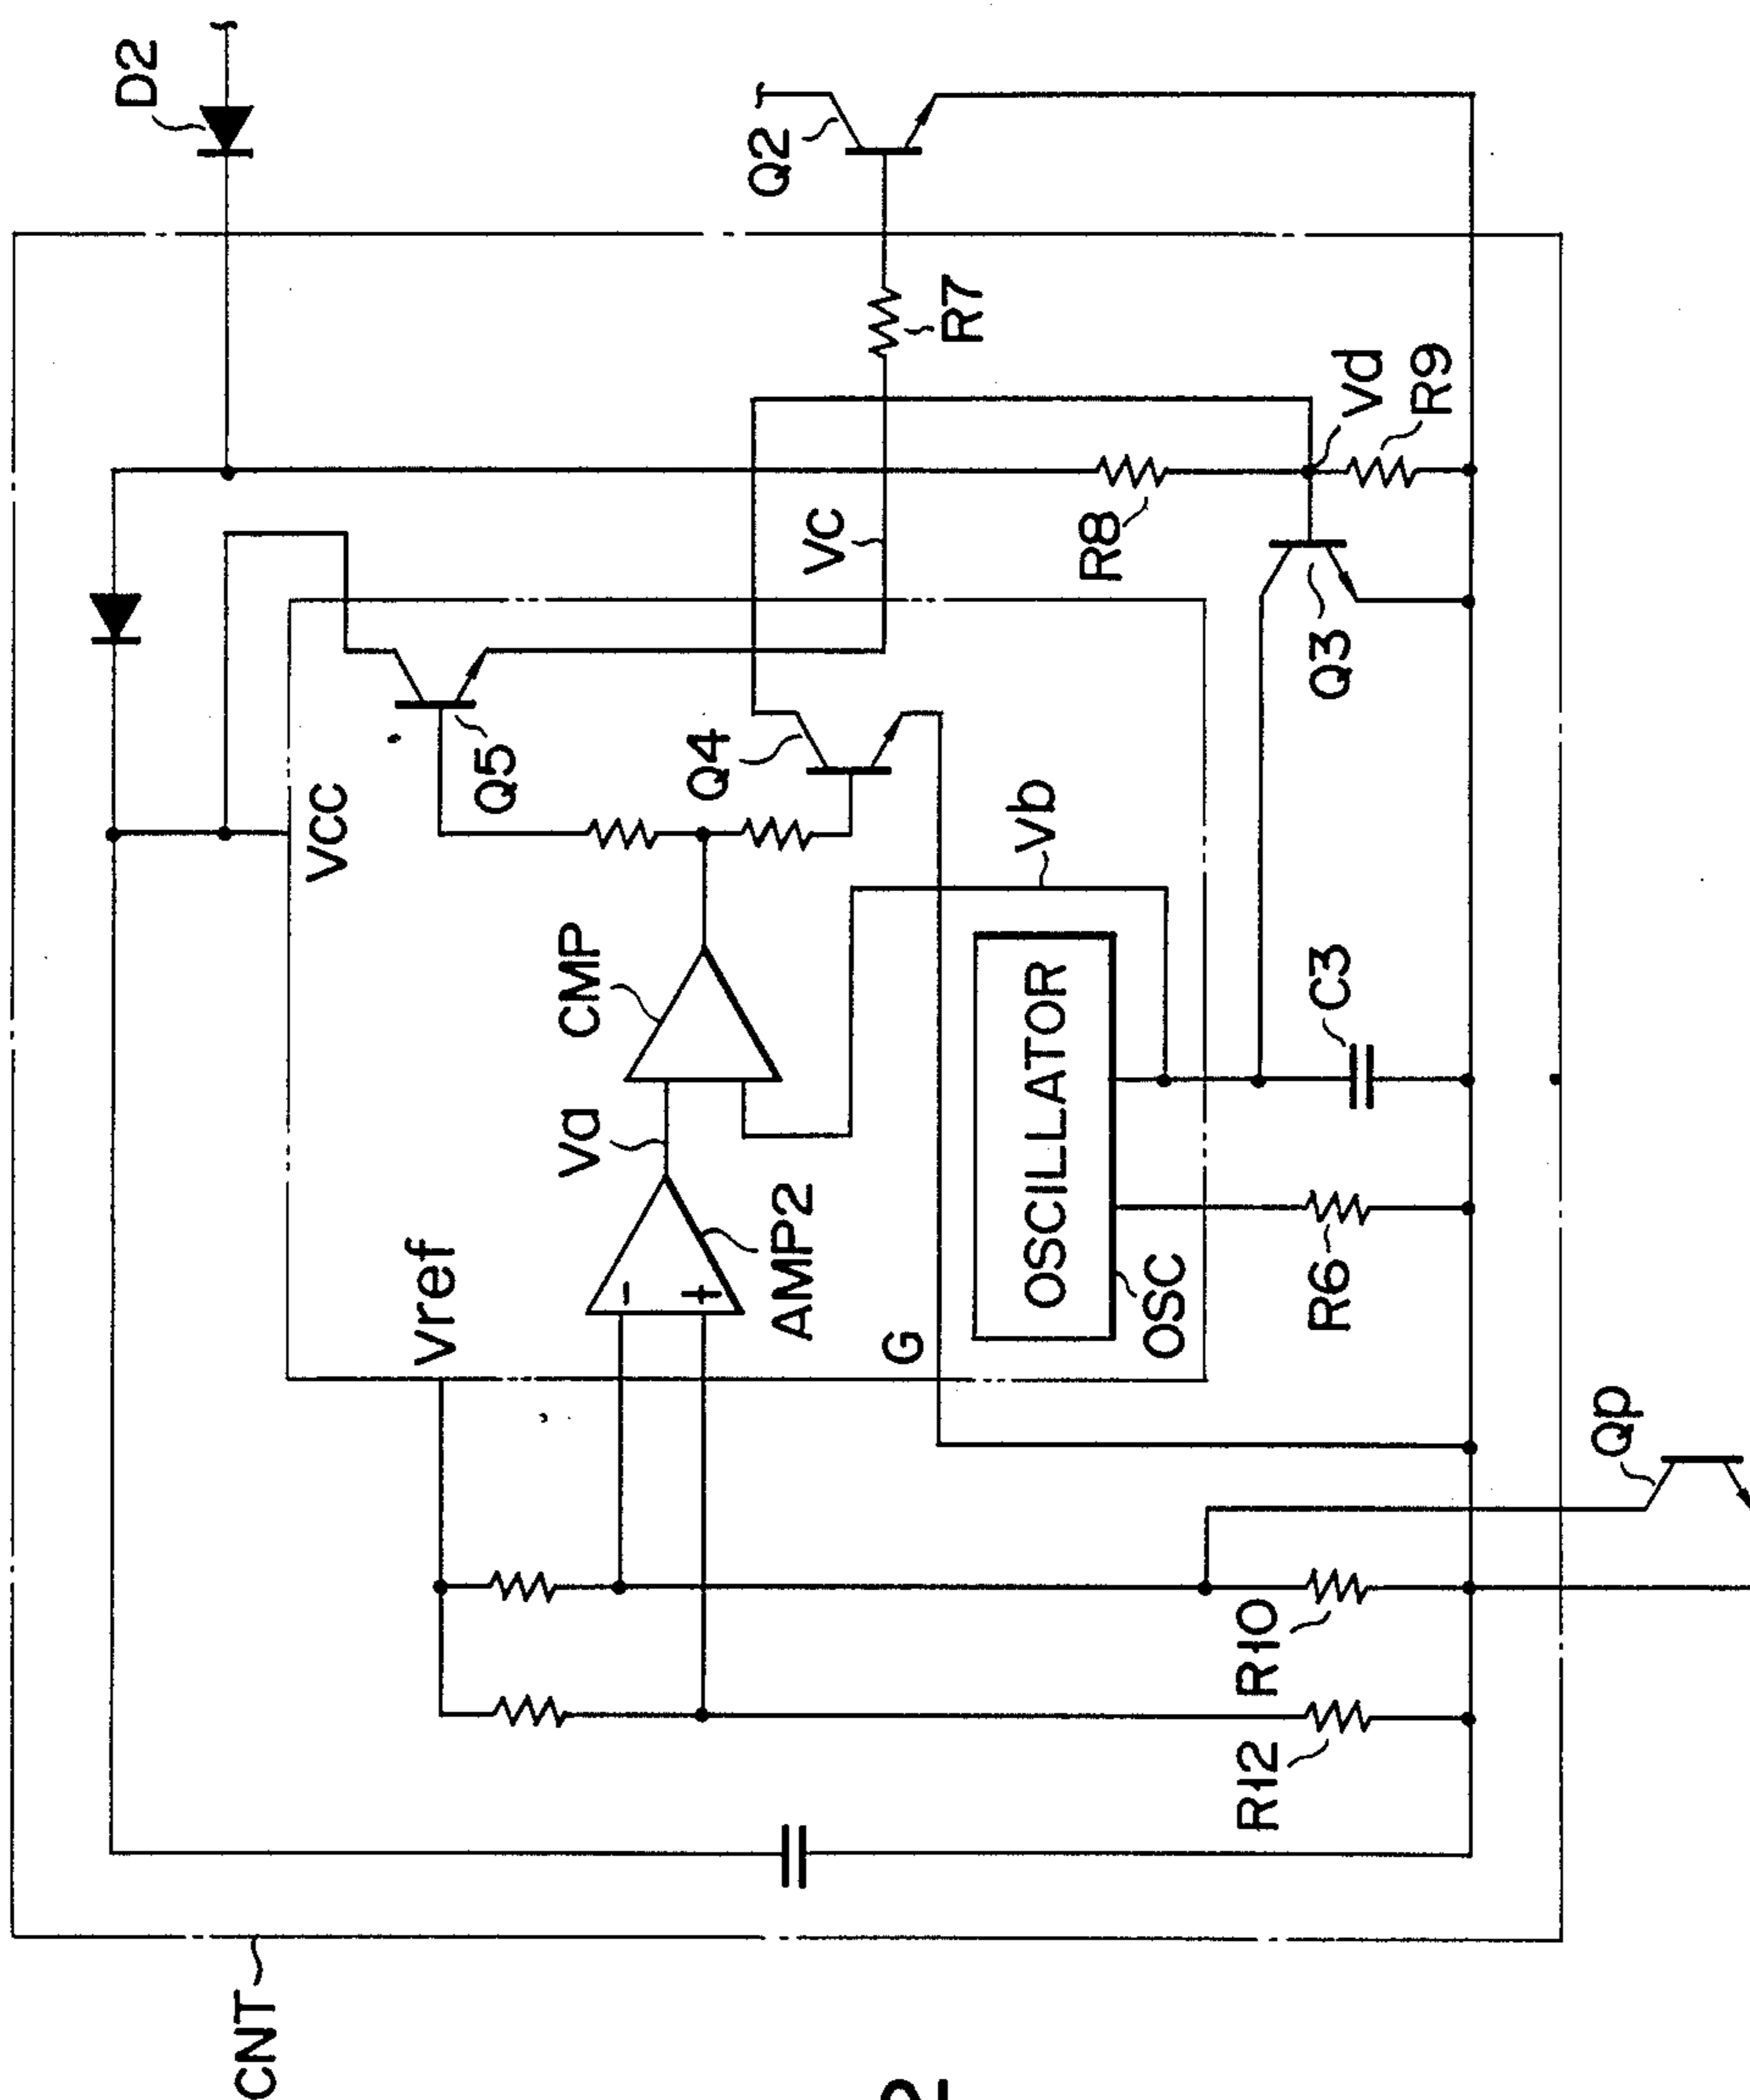 CNT
D2
Q2
R7
Vd
R9
R8
VC
Q3
Q5
Q4
VCC
Vb
CMP
C3
Va
OSCILLATOR
AMP2
Vref
-
+
G
OSC
R6
QP
R10
R12
2